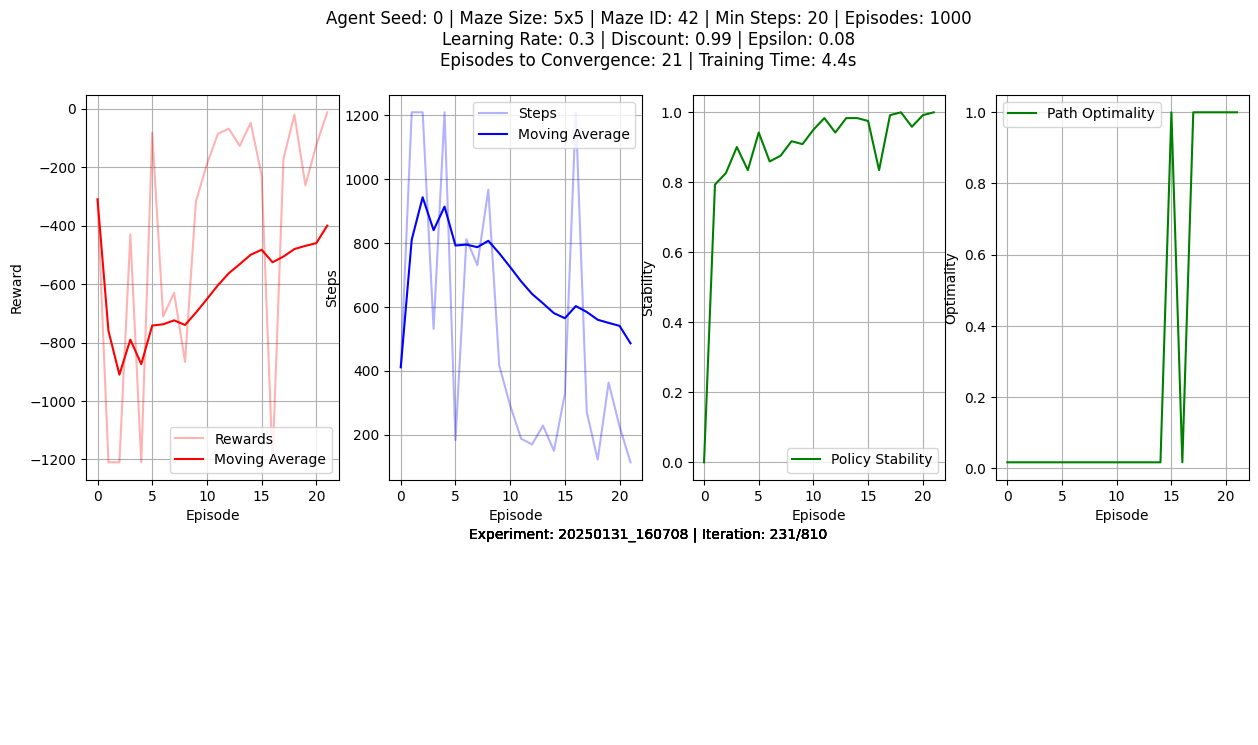 Agent Seed: 0 | Maze Size: 5x5 | Maze ID: 42 | Min Steps: 20 | Episodes: 1000
Learning Rate: 0.3 | Discount: 0.99 | Epsilon: 0.08
Episodes to Convergence: 21 | Training Time: 4.4s
0
−200
−400
−600
−800
−1000
−1200
Reward
Rewards
Moving Average
0 5 10 15 20
Episode
1200
1000
800
600
400
200
Steps
Steps
Moving Average
0 5 10 15 20
Episode
1.0
0.8
0.6
0.4
0.2
0.0
Stability
Policy Stability
0 5 10 15 20
Episode
1.0
0.8
0.6
0.4
0.2
0.0
Optimality
Path Optimality
0 5 10 15 20
Episode
Experiment: 20250131_160708 | Iteration: 231/810